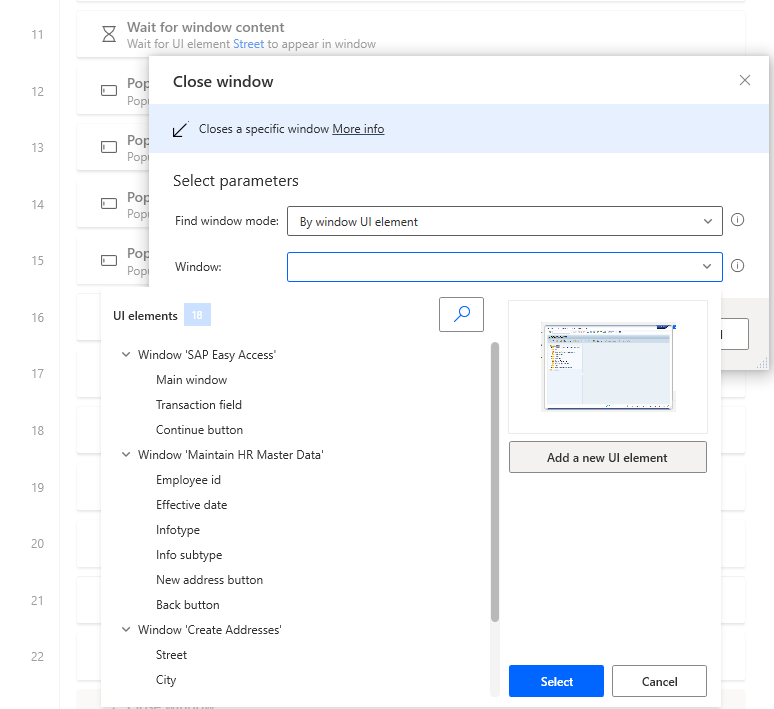 11
Wait for window content
Wait for UI element Street to appear in window
12
Pop
Popu
Close window
Closes a specific window More info
13
Pop
Popu
Select parameters
14
Pop
Popu
Find window mode:
By window UI element
15
Pop
Popu
Window:
16
UI elements 18
Window 'SAP Easy Access'
17
Main window
Transaction field
18
Continue button
Window 'Maintain HR Master Data'
Add a new UI element
19
Employee id
Effective date
20
Infotype
Info subtype
21
New address button
Back button
22
Window 'Create Addresses'
Street
City
Select
Cancel